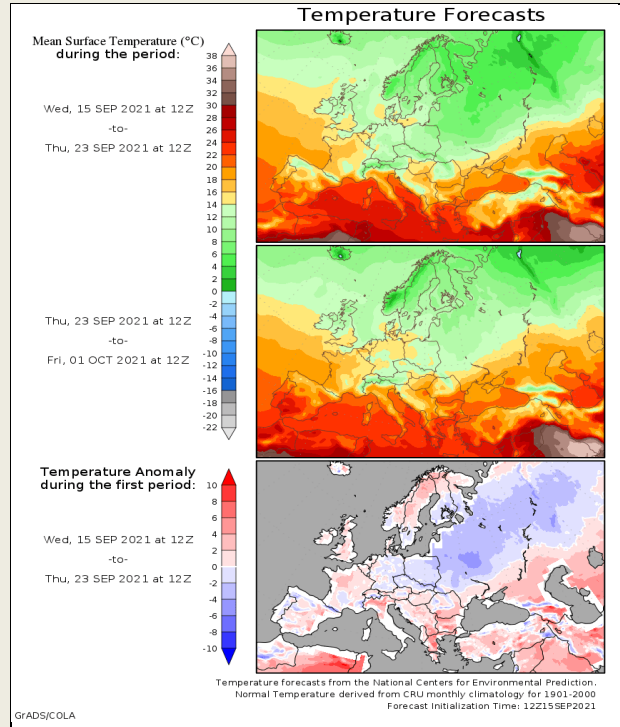 Temperature Forecasts
Mean Surface Temperature (°C)
during the period:
38
36
34
32
30
28
26
24
22
20
18
16
14
12
10
8
6
4
2
0
-2
-4
-6
-8
-10
-12
-14
-16
-18
-20
-22
Wed, 15 SEP 2021 at 12Z
-to-
Thu, 23 SEP 2021 at 12Z
Thu, 23 SEP 2021 at 12Z
-to-
Fri, 01 OCT 2021 at 12Z
Temperature Anomaly
during the first period:
10
8
6
4
2
0
-2
-4
-6
-8
-10
Wed, 15 SEP 2021 at 12Z
-to-
Thu, 23 SEP 2021 at 12Z
Temperature forecasts from the National Centers for Environmental Prediction.
Normal Temperature derived from CRU monthly climatology for 1901-2000
Forecast Initialization Time: 12Z15SEP2021
GrADS/COLA